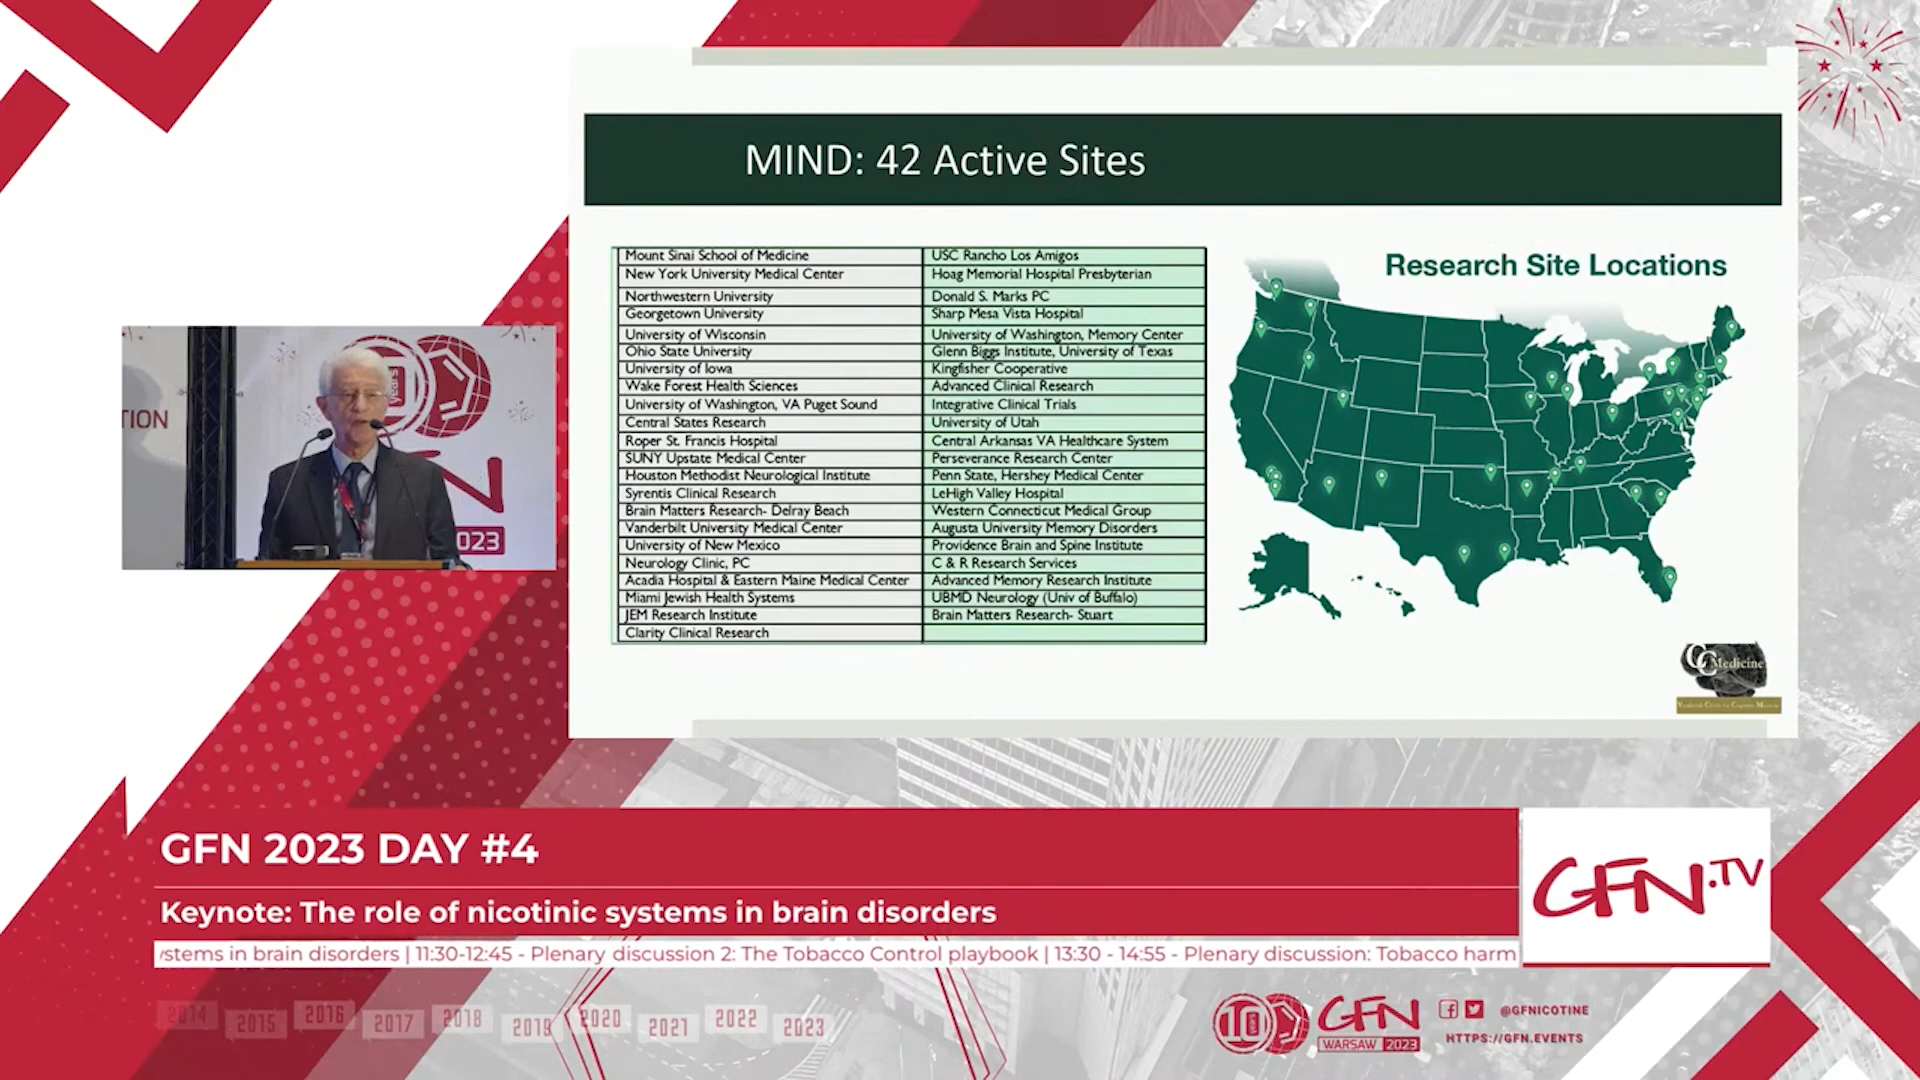 MIND: 42 Active Sites
Mount Sinai School of Medicine
USC Rancho Los Amigos
New York University Medical Center
Hoag Memorial Hospital Presbyterian
Northwestern University
Donald S. Marks PC
Georgetown University
Sharp Mesa Vista Hospital
University of Wisconsin
University of Washington, Memory Center
Ohio State University
Glenn Biggs Institute, University of Texas
University of Iowa
Kingfisher Cooperative
Wake Forest Health Sciences
Advanced Clinical Research
University of Washington, VA Puget Sound
Integrative Clinical Trials
Central States Research
University of Utah
Roper St. Francis Hospital
Central Arkansas VA Healthcare System
SUNY Upstate Medical Center
Perseverance Research Center
Houston Methodist Neurological Institute
Penn State, Hershey Medical Center
Syrentis Clinical Research
LeHigh Valley Hospital
Brain Matters Research- Delray Beach
Western Connecticut Medical Group
Vanderbilt University Medical Center
Augusta University Memory Disorders
University of New Mexico
Providence Brain and Spine Institute
Neurology Clinic, PC
C & R Research Services
Acadia Hospital & Eastern Maine Medical Center
Advanced Memory Research Institute
Miami Jewish Health Systems
UBMD Neurology (Univ of Buffalo)
JEM Research Institute
Brain Matters Research- Stuart
Clarity Clinical Research
Research Site Locations
CC Medicine
TION
years
N
023
GFN 2023 DAY #4
Keynote: The role of nicotinic systems in brain disorders
ystems in brain disorders | 11:30-12:45 - Plenary discussion 2: The Tobacco Control playbook | 13:30 - 14:55 - Plenary discussion: Tobacco harm
GFN.TV
2014
2015
2016
2017
2018
2019
2020
2021
2022
2023
10
GFN
WARSAW 2023
@GFNICOTINE
HTTPS://GFN.EVENTS